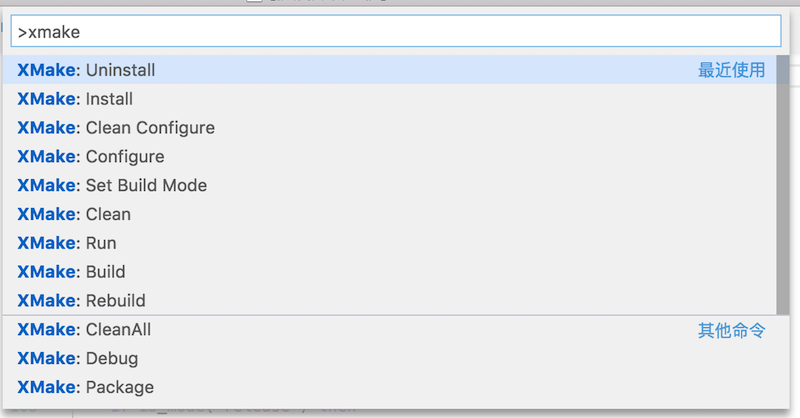 >xmake
XMake: Uninstall 最近使用
XMake: Install
XMake: Clean Configure
XMake: Configure
XMake: Set Build Mode
XMake: Clean
XMake: Run
XMake: Build
XMake: Rebuild
XMake: CleanAll 其他命令
XMake: Debug
XMake: Package